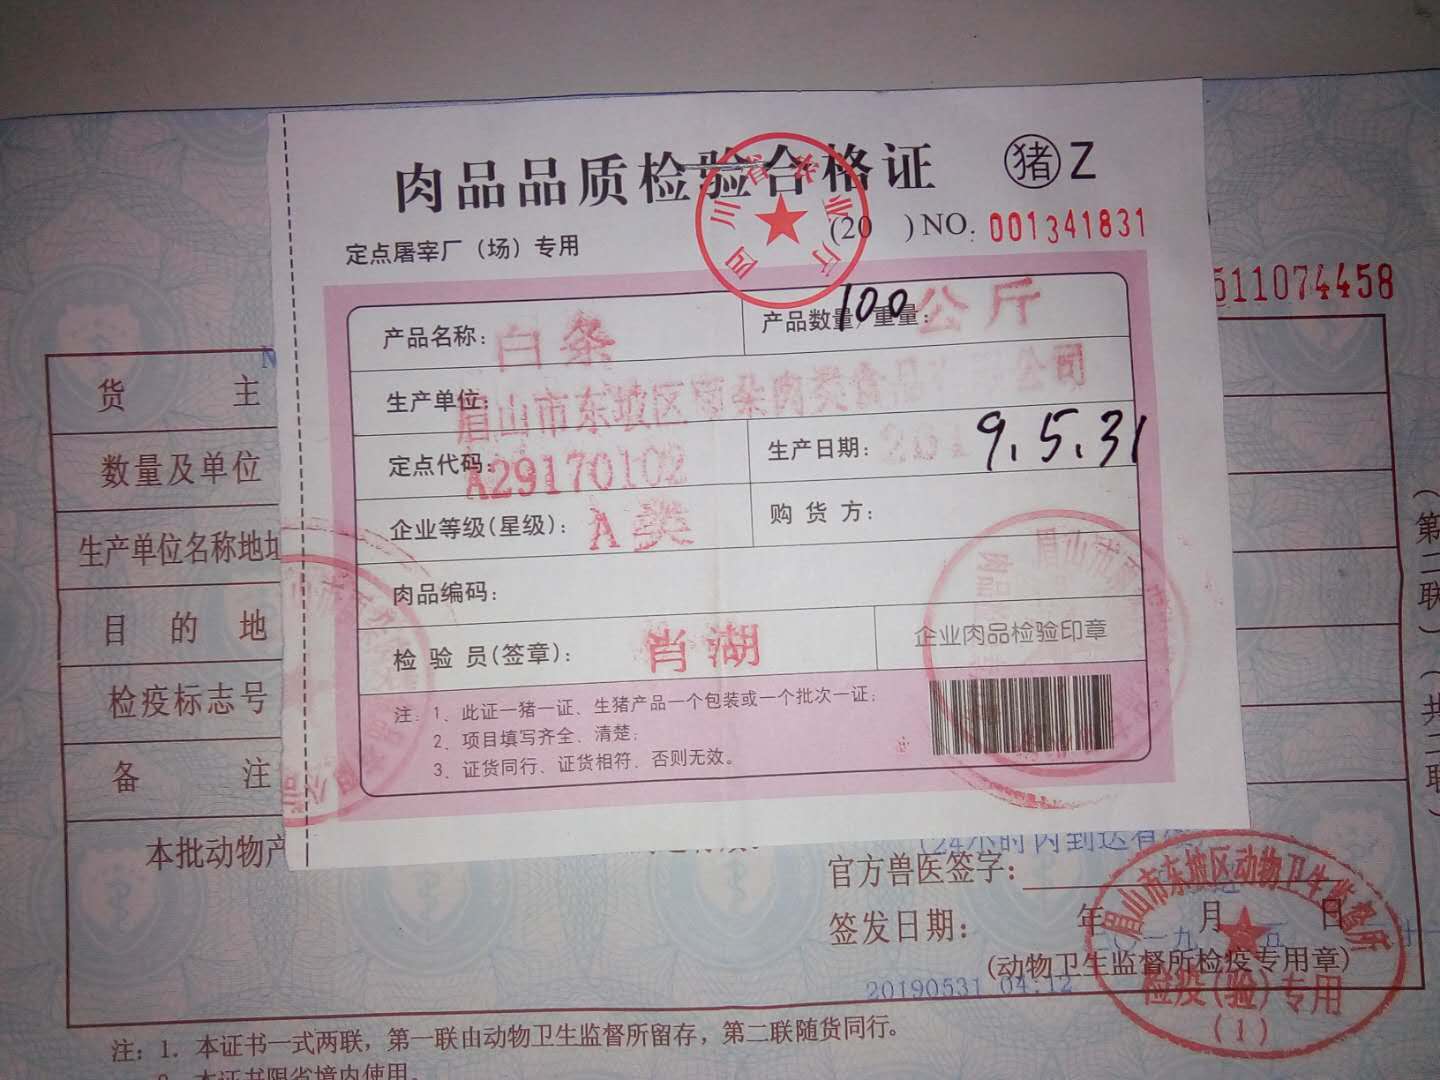 肉品品质检验合格证 猪 Z
四川省农业厅
(20 ) NO. 001341831
定点屠宰厂（场）专用
511074458
产品名称：白条 产品数量/重量：100公斤
生产单位：眉山市东坡区 肉类食品 公司
定点代码：A29170102 生产日期：2019.5.31
企业等级(星级)：A类 购货方：
肉品编码：
检验员(签章)：肖湖 企业肉品检验印章
注：1、此证一猪一证、生猪产品一个包装或一个批次一证；
2、项目填写齐全、清楚；
3、证货同行、证货相符、否则无效。
货主
数量及单位
生产单位名称地址
目的地
检疫标志号
备注
本批动物产
(24小时内到达有
官方兽医签字：
签发日期： 年 月 日
(动物卫生监督所检疫专用章)
20190531 04:12
眉山市东坡区动物卫生监督所
检疫(验)专用
(1)
（第二联）（共二联）
注：1. 本证书一式两联，第一联由动物卫生监督所留存，第二联随货同行。
2. 本证书限省境内使用。